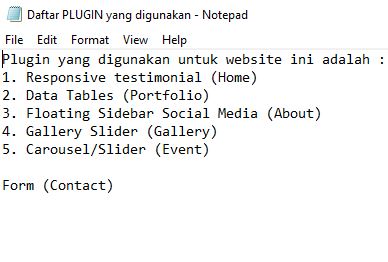 Daftar PLUGIN yang digunakan - Notepad
File Edit Format View Help
Plugin yang digunakan untuk website ini adalah :
1. Responsive testimonial (Home)
2. Data Tables (Portfolio)
3. Floating Sidebar Social Media (About)
4. Gallery Slider (Gallery)
5. Carousel/Slider (Event)
Form (Contact)